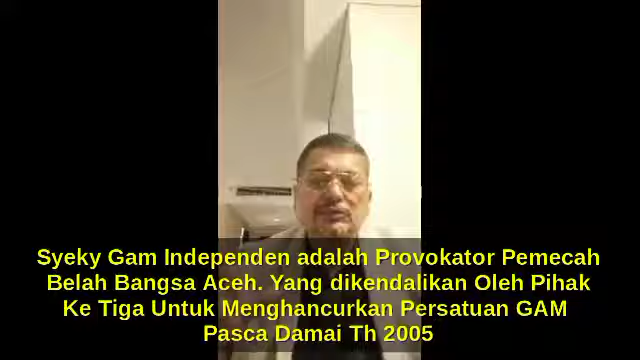 Syeky Gam Independen adalah Provokator Pemecah
Belah Bangsa Aceh. Yang dikendalikan Oleh Pihak
Ke Tiga Untuk Menghancurkan Persatuan GAM
Pasca Damai Th 2005